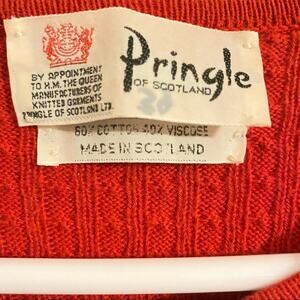 Pringle
OF SCOTLAND
BY APPOINTMENT
TO H.M. THE QUEEN
MANUFACTURERS OF
KNITTED GARMENTS
PRINGLE OF SCOTLAND LTD.
60% COTTON 40% VISCOSE
MADE IN SCOTLAND